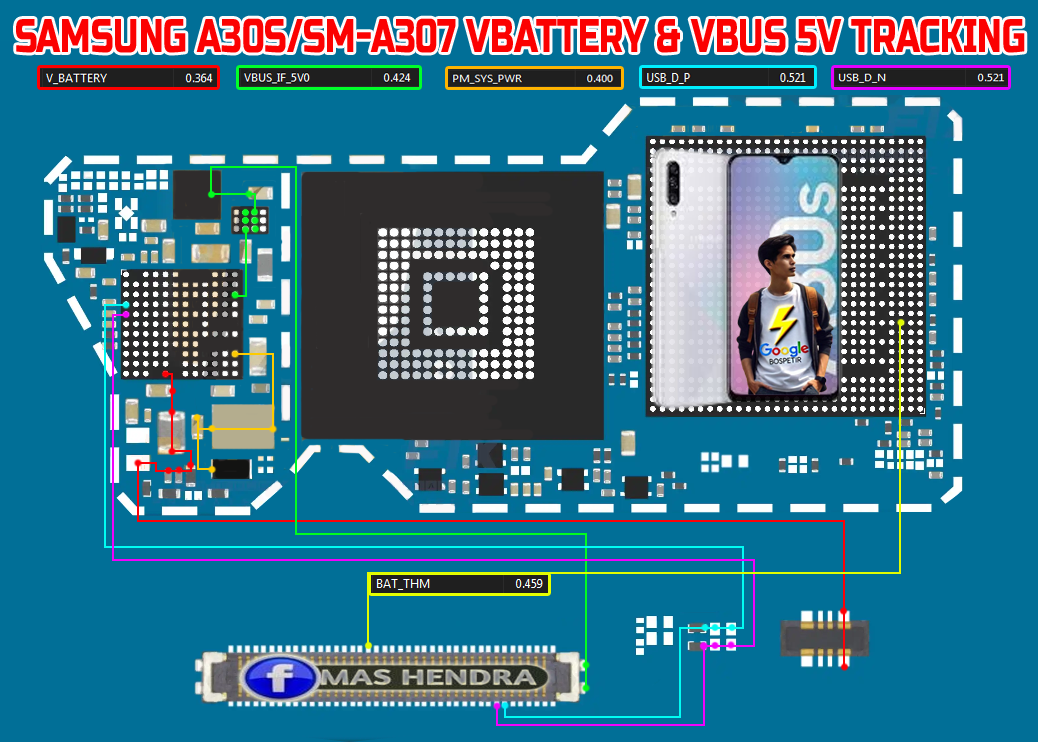 SAMSUNG A30S/SM-A307 VBATTERY & VBUS 5V TRACKING
V_BATTERY 0.364
VBUS_IF_5V0 0.424
PM_SYS_PWR 0.400
USB_D_P 0.521
USB_D_N 0.521
30s
Google
BOSPETIR
BAT_THM 0.459
f MAS HENDRA